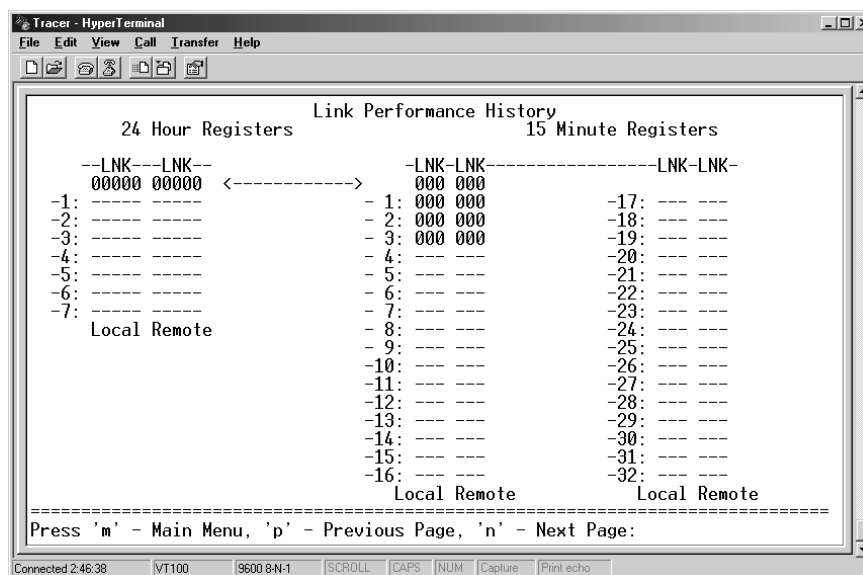 Tracer - HyperTerminal
File Edit View Call Transfer Help
Link Performance History
24 Hour Registers 15 Minute Registers
--LNK---LNK-- -LNK-LNK------------------LNK-LNK-
00000 00000 <------------> 000 000
-1: ----- ----- - 1: 000 000 -17: --- ---
-2: ----- ----- - 2: 000 000 -18: --- ---
-3: ----- ----- - 3: 000 000 -19: --- ---
-4: ----- ----- - 4: --- --- -20: --- ---
-5: ----- ----- - 5: --- --- -21: --- ---
-6: ----- ----- - 6: --- --- -22: --- ---
-7: ----- ----- - 7: --- --- -23: --- ---
Local Remote - 8: --- --- -24: --- ---
- 9: --- --- -25: --- ---
-10: --- --- -26: --- ---
-11: --- --- -27: --- ---
-12: --- --- -28: --- ---
-13: --- --- -29: --- ---
-14: --- --- -30: --- ---
-15: --- --- -31: --- ---
-16: --- --- -32: --- ---
Local Remote Local Remote
===============================================================================
Press 'm' - Main Menu, 'p' - Previous Page, 'n' - Next Page:
Connected 2:46:38 VT100 9600 8-N-1 SCROLL CAPS NUM Capture Print echo